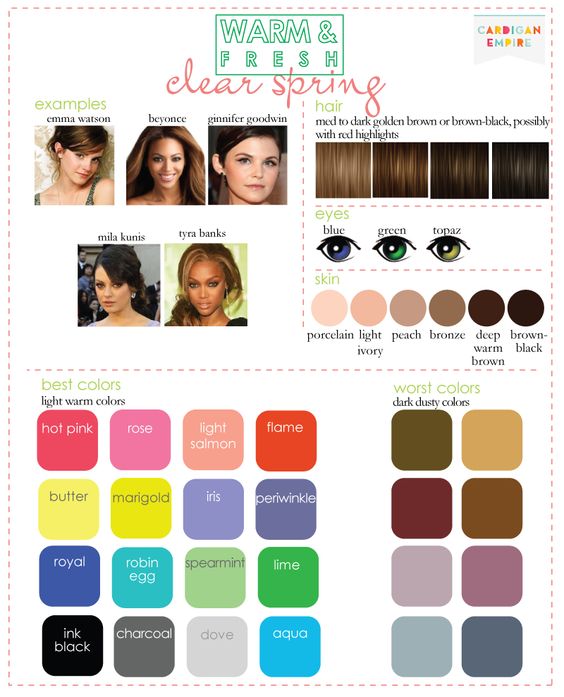 WARM &
FRESH
clear spring
CARDIGAN
EMPIRE
examples
emma watson
beyonce
ginnifer goodwin
mila kunis
tyra banks
hair
med to dark golden brown or brown-black, possibly
with red highlights
eyes
blue
green
topaz
skin
porcelain
light
ivory
peach
bronze
deep
warm
brown
brown-
black
best colors
light warm colors
hot pink
rose
light
salmon
flame
butter
marigold
iris
periwinkle
royal
robin
egg
spearmint
lime
ink
black
charcoal
dove
aqua
worst colors
dark dusty colors